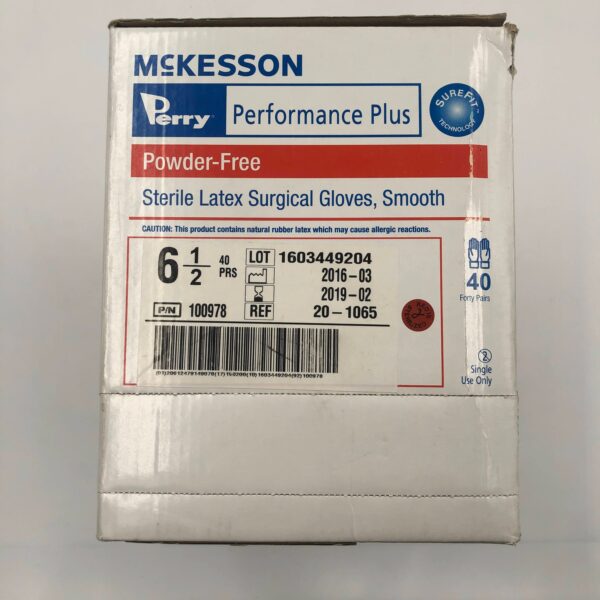 McKESSON
Perry
Performance Plus
SUREFIT
TECHNOLOGY
Powder-Free
Sterile Latex Surgical Gloves, Smooth
CAUTION: This product contains natural rubber latex which may cause allergic reactions.
6 1/2
40
PRS
LOT 1603449204
2016-03
2019-02
P/N 100978
REF 20-1065
40
Forty Pairs
2
Single
Use Only